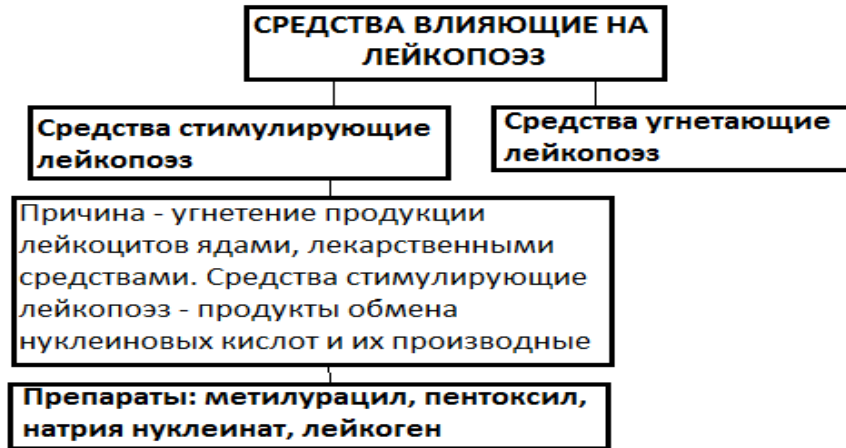 СРЕДСТВА ВЛИЯЮЩИЕ НА
ЛЕЙКОПОЭЗ
Средства стимулирующие
лейкопоэз
Средства угнетающие
лейкопоэз
Причина - угнетение продукции
лейкоцитов ядами, лекарственными
средствами. Средства стимулирующие
лейкопоэз - продукты обмена
нуклеиновых кислот и их производные
Препараты: метилурацил, пентоксил,
натрия нуклеинат, лейкоген